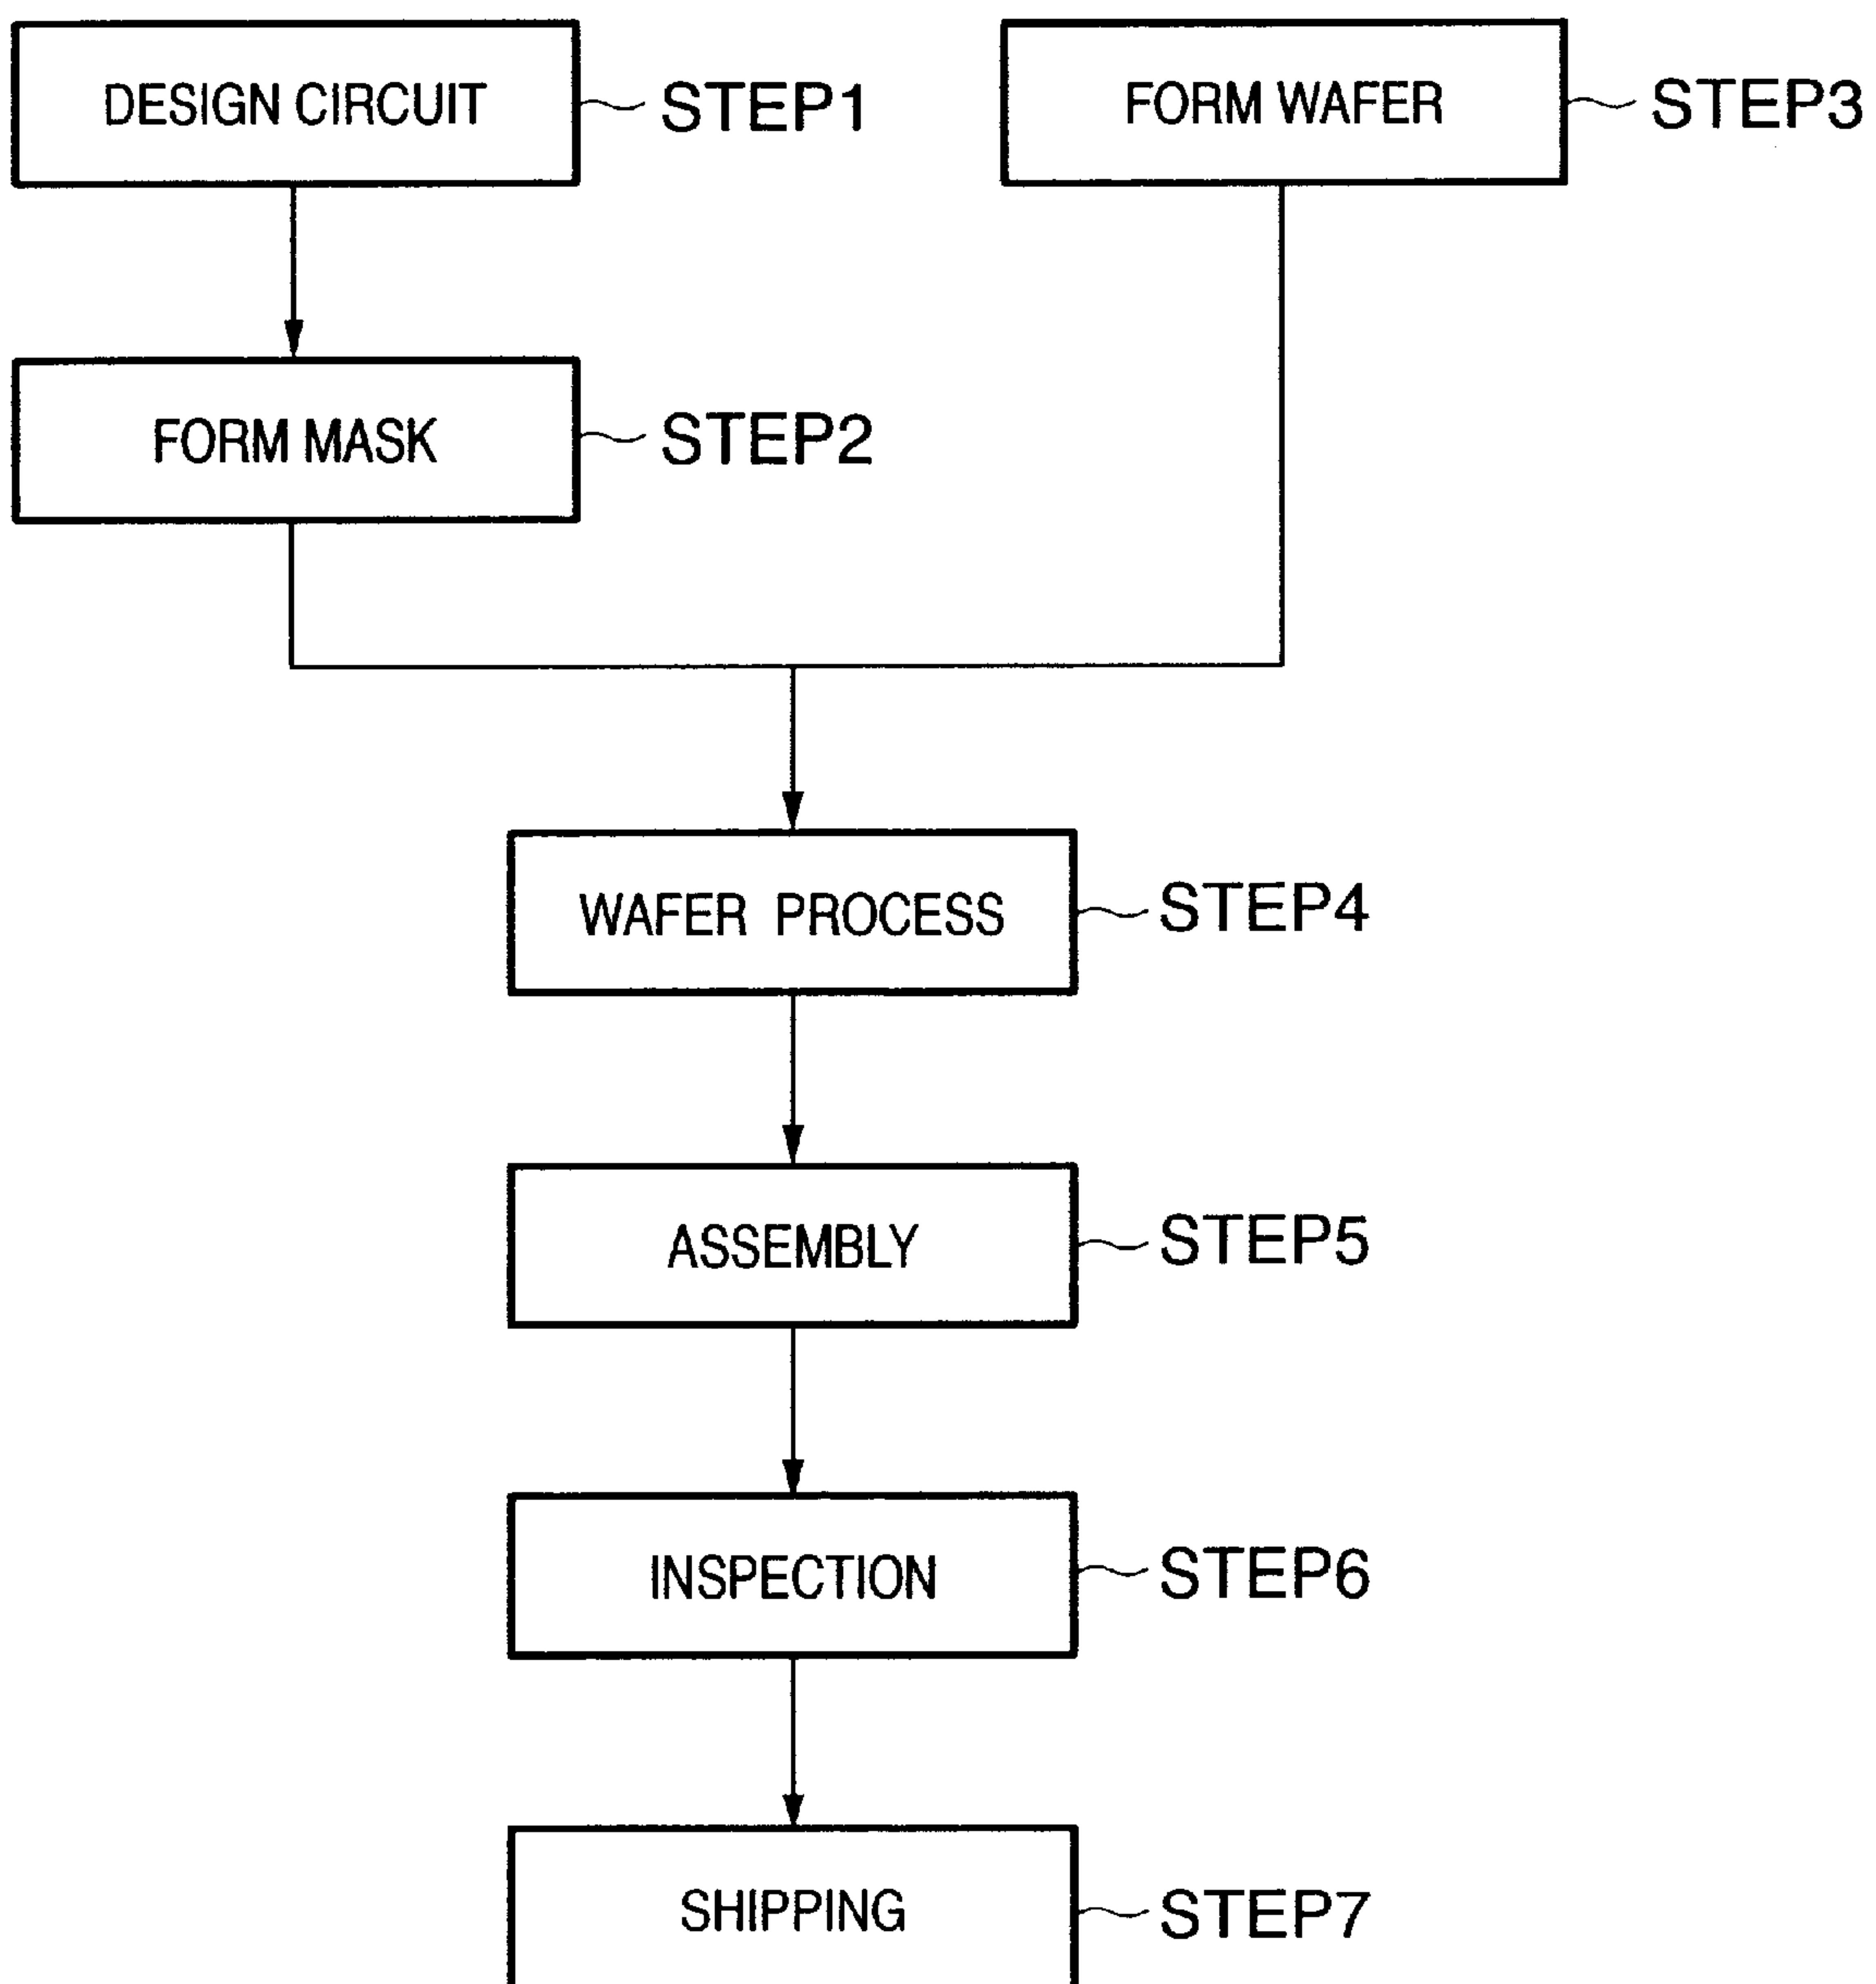 DESIGN CIRCUIT
STEP1
FORM WAFER
STEP3
FORM MASK
STEP2
WAFER PROCESS
STEP4
ASSEMBLY
STEP5
INSPECTION
STEP6
SHIPPING
STEP7